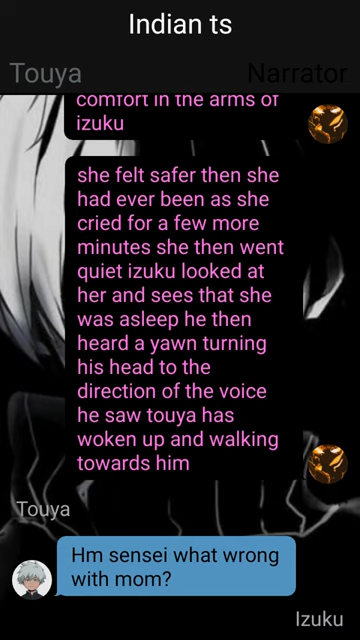 Indian ts
Touya
Narrator
comfort in the arms of
izuku
she felt safer then she
had ever been as she
cried for a few more
minutes she then went
quiet izuku looked at
her and sees that she
was asleep he then
heard a yawn turning
his head to the
direction of the voice
he saw touya has
woken up and walking
towards him
Touya
Hm sensei what wrong
with mom?
Izuku